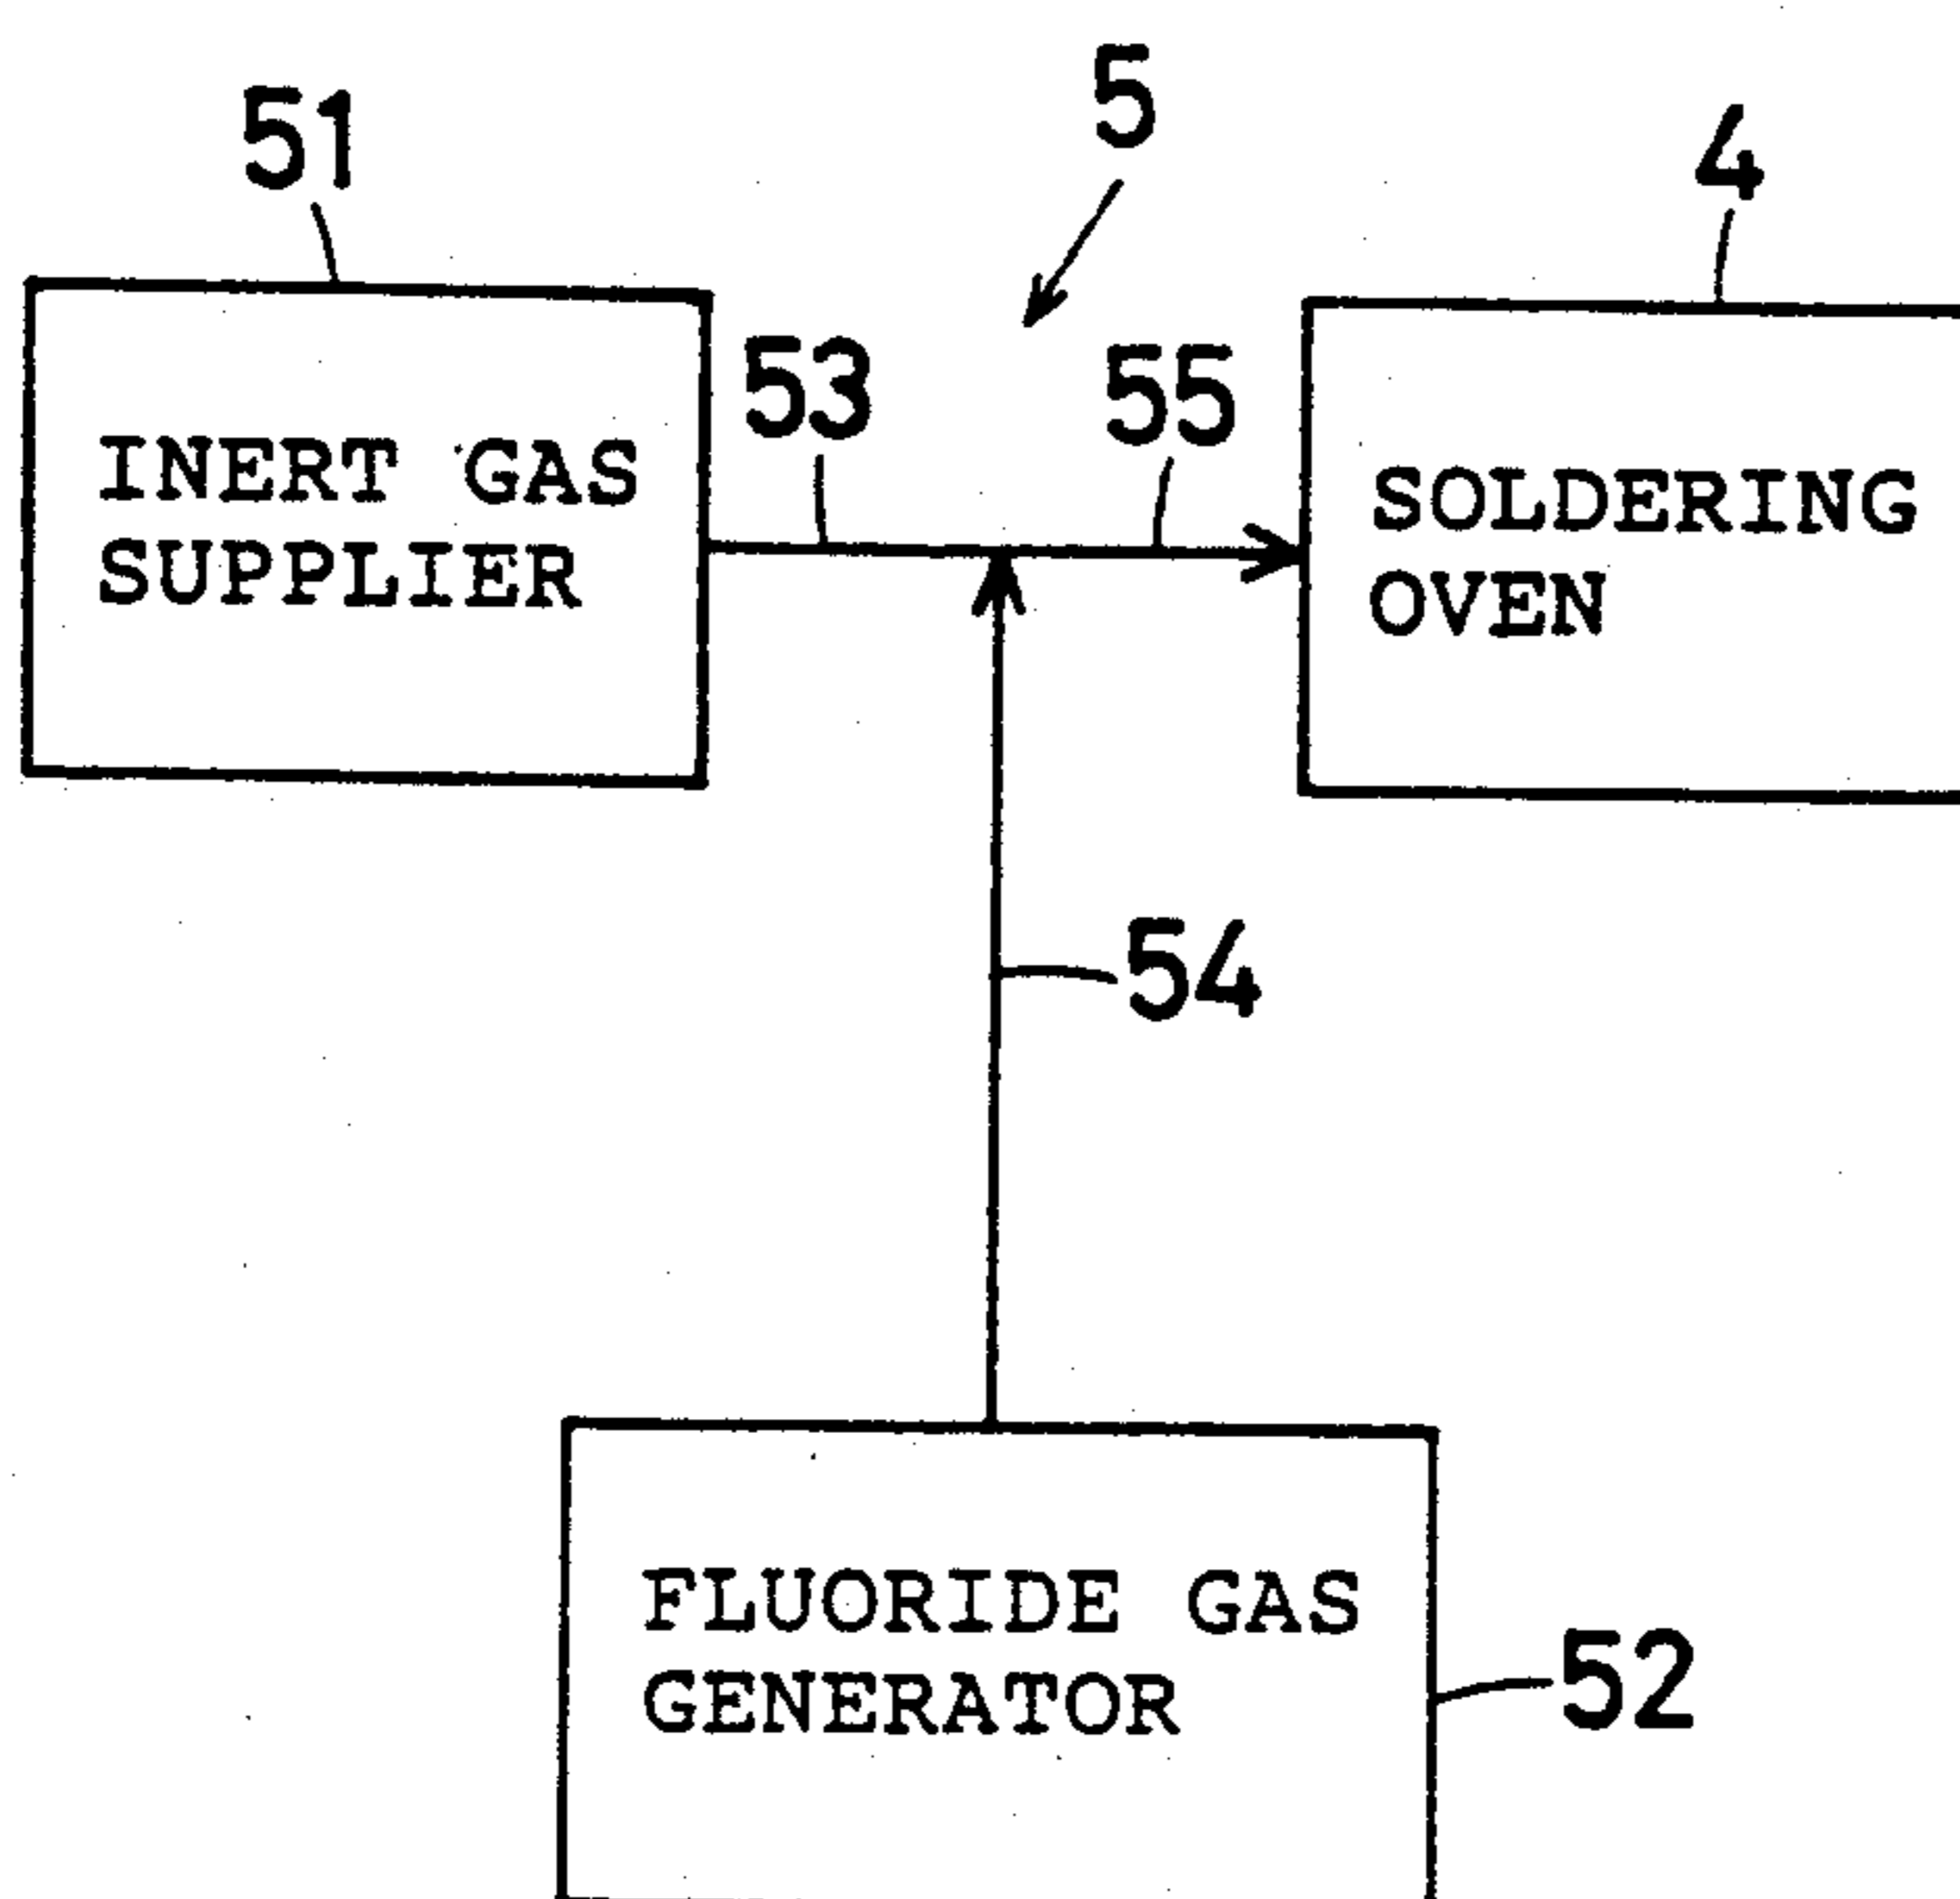 5
51
4
53
55
INERT GAS
SUPPLIER
SOLDERING
OVEN
54
FLUORIDE GAS
GENERATOR
52